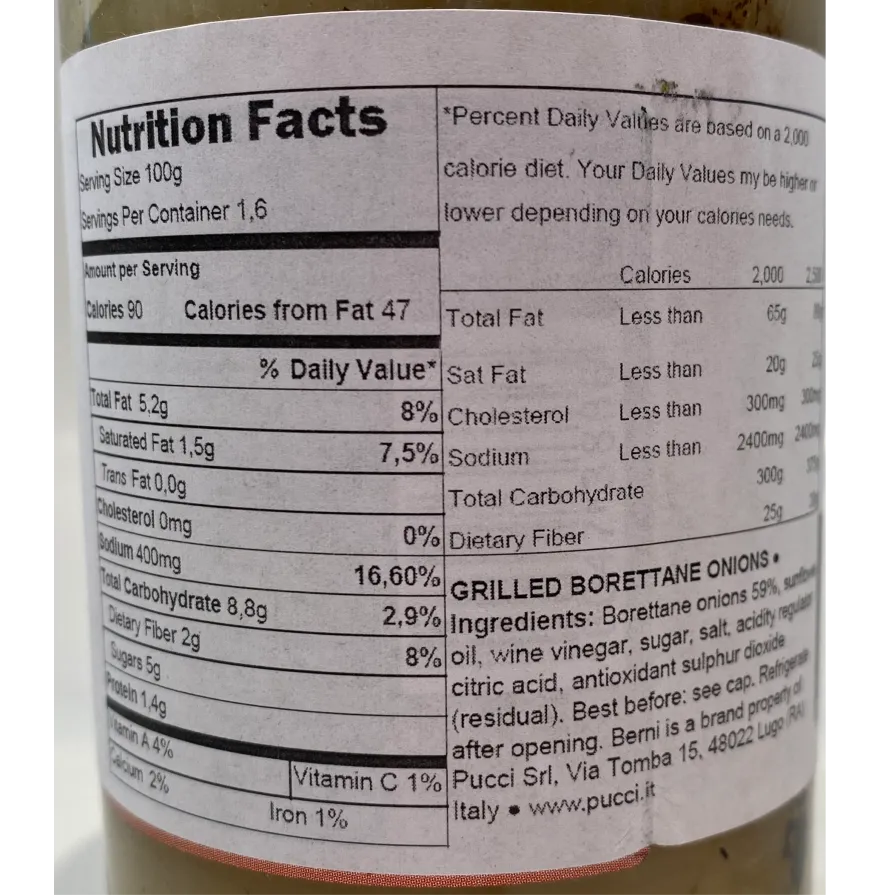 Nutrition Facts
Serving Size 100g
Servings Per Container 1,6
Amount per Serving
Calories 90 Calories from Fat 47
% Daily Value*
Total Fat 5,2g 8%
Saturated Fat 1,5g 7,5%
Trans Fat 0,0g
Cholesterol 0mg 0%
Sodium 400mg 16,60%
Total Carbohydrate 8,8g 2,9%
Dietary Fiber 2g 8%
Sugars 5g
Protein 1,4g
Vitamin A 4% Vitamin C 1%
Calcium 2% Iron 1%
*Percent Daily Values are based on a 2,000
calorie diet. Your Daily Values my be higher or
lower depending on your calories needs.
Calories 2,000
Total Fat Less than 65g
Sat Fat Less than 20g
Cholesterol Less than 300mg 300mg
Sodium Less than 2400mg 2400mg
Total Carbohydrate 300g
Dietary Fiber 25g
GRILLED BORETTANE ONIONS •
Ingredients: Borettane onions 59%, sunflower
oil, wine vinegar, sugar, salt, acidity regulator
citric acid, antioxidant sulphur dioxide
(residual). Best before: see cap. Refrigerate
after opening. Berni is a brand property of
Pucci Srl, Via Tomba 15, 48022 Lugo (RA)
Italy • www.pucci.it